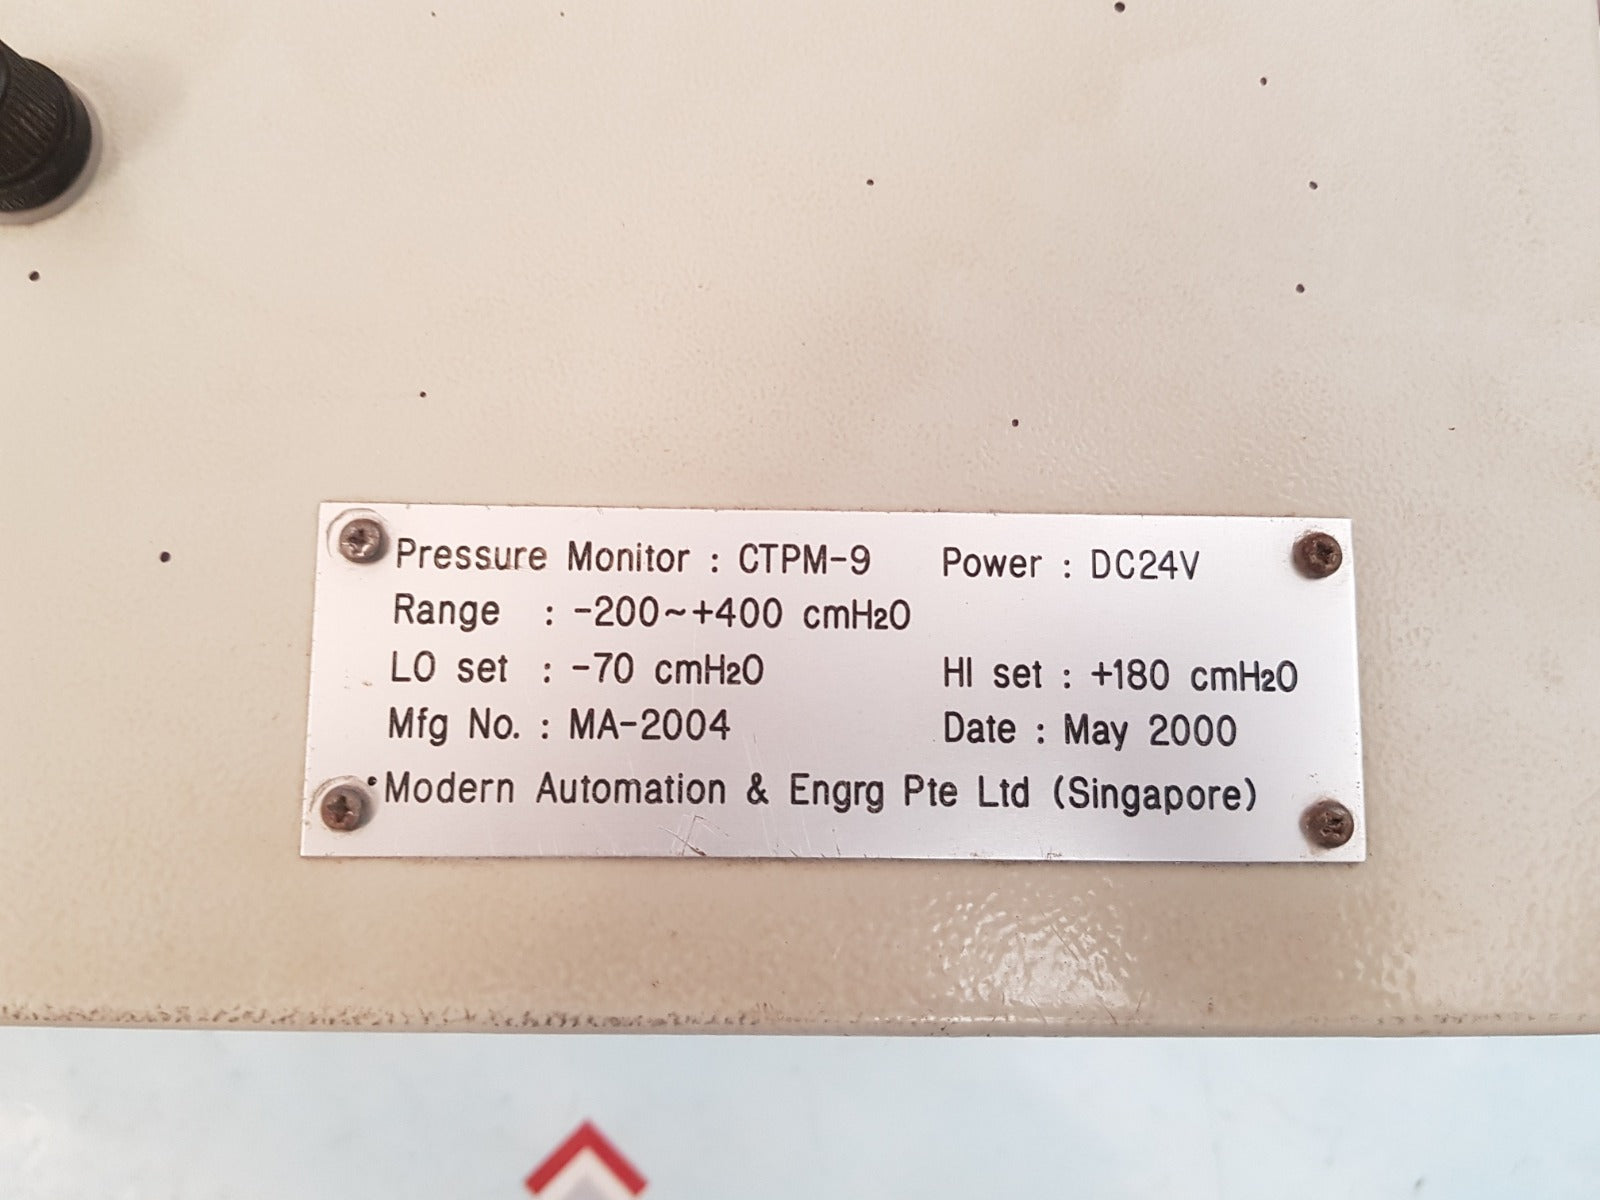 Pressure Monitor : CTPM-9 Power : DC24V
Range : -200~+400 cmH2O
LO set : -70 cmH2O HI set : +180 cmH2O
Mfg No. : MA-2004 Date : May 2000
Modern Automation & Engrg Pte Ltd (Singapore)